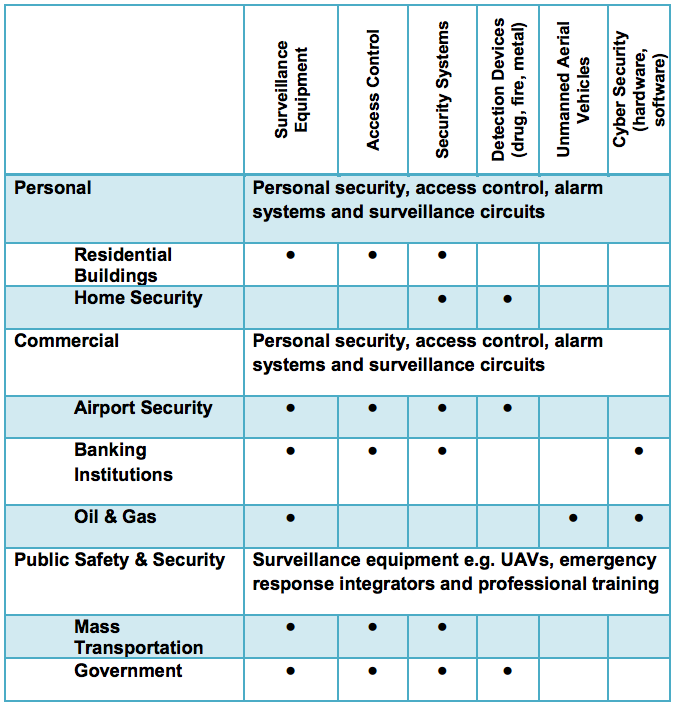 Surveillance
Equipment
Access Control
Security Systems
Detection Devices
(drug, fire, metal)
Unmanned Aerial
Vehicles
Cyber Security
(hardware,
software)
Personal
Personal security, access control, alarm
systems and surveillance circuits
Residential
Buildings
● ● ●
Home Security
● ●
Commercial
Personal security, access control, alarm
systems and surveillance circuits
Airport Security
● ● ● ●
Banking
Institutions
● ● ● ●
Oil & Gas
● ● ●
Public Safety & Security
Surveillance equipment e.g. UAVs, emergency
response integrators and professional training
Mass
Transportation
● ● ●
Government
● ● ● ●